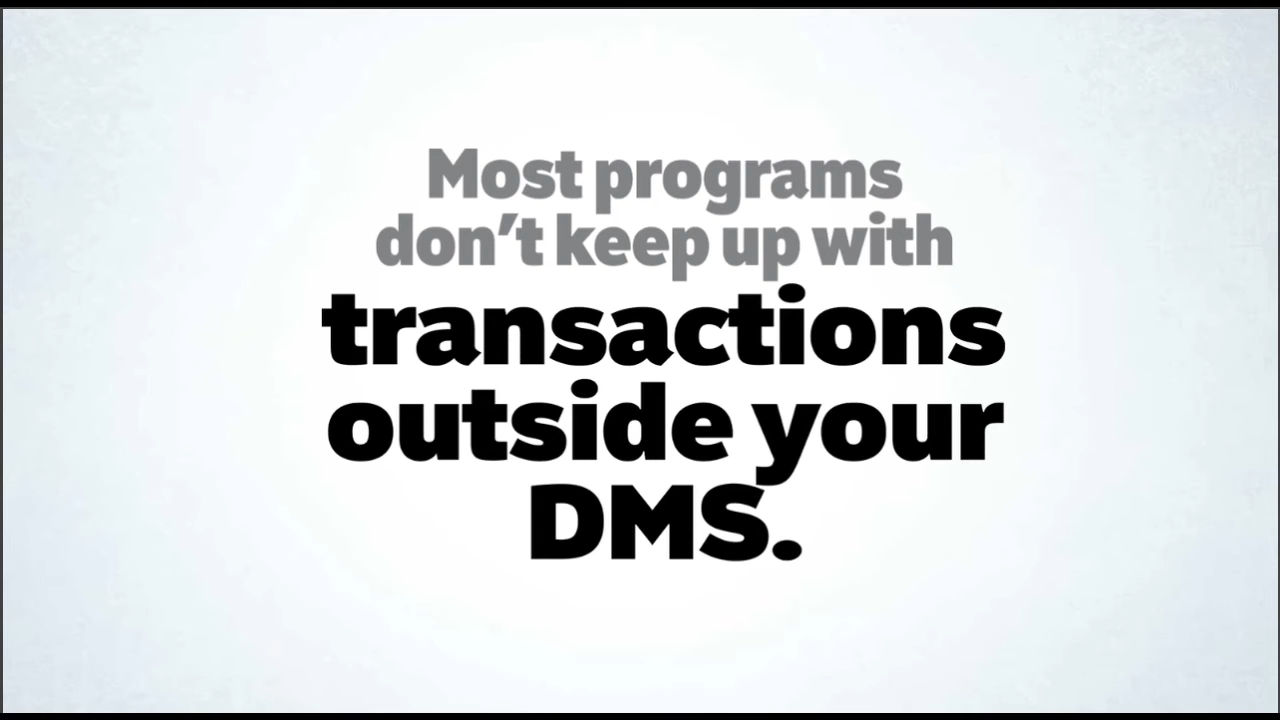 Most programs
don’t keep up with
transactions
outside your
DMS.